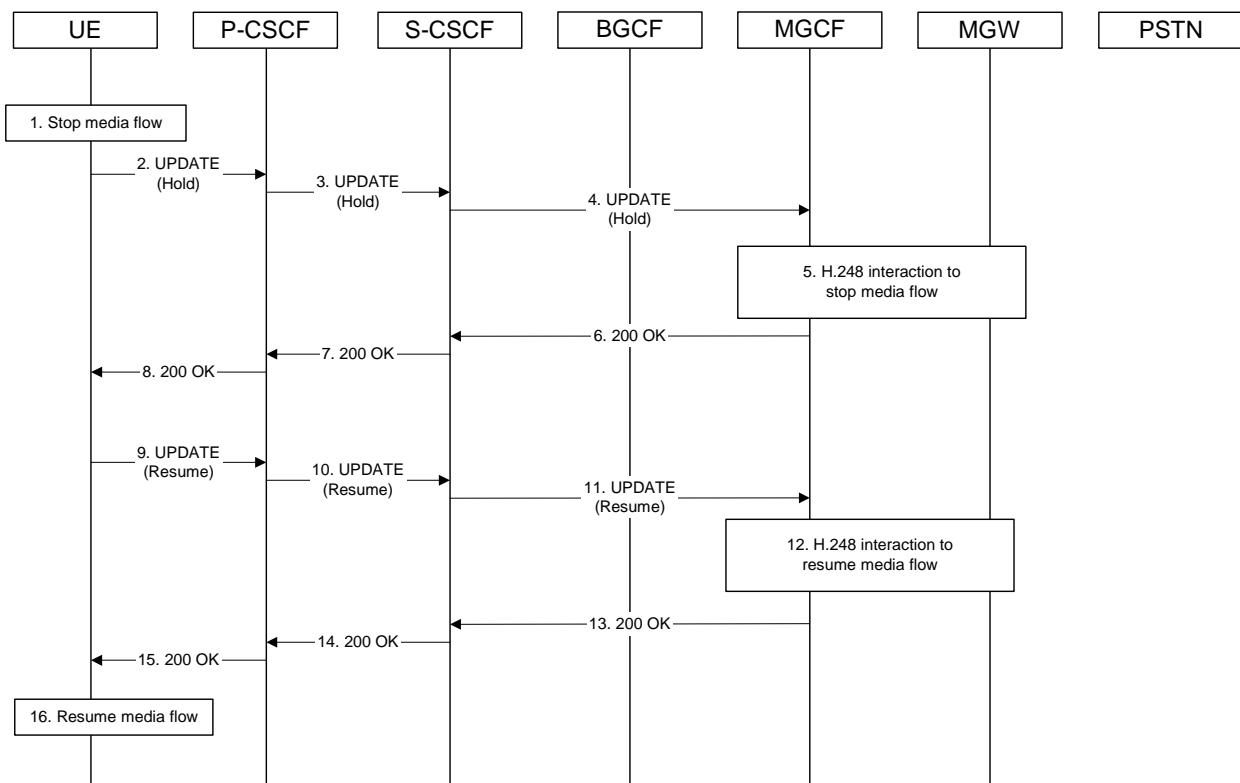 UE
P-CSCF
S-CSCF
BGCF
MGCF
MGW
PSTN
1. Stop media flow
2. UPDATE
(Hold)
3. UPDATE
(Hold)
4. UPDATE
(Hold)
5. H.248 interaction to
stop media flow
6. 200 OK
7. 200 OK
8. 200 OK
9. UPDATE
(Resume)
10. UPDATE
(Resume)
11. UPDATE
(Resume)
12. H.248 interaction to
resume media flow
13. 200 OK
14. 200 OK
15. 200 OK
16. Resume media flow